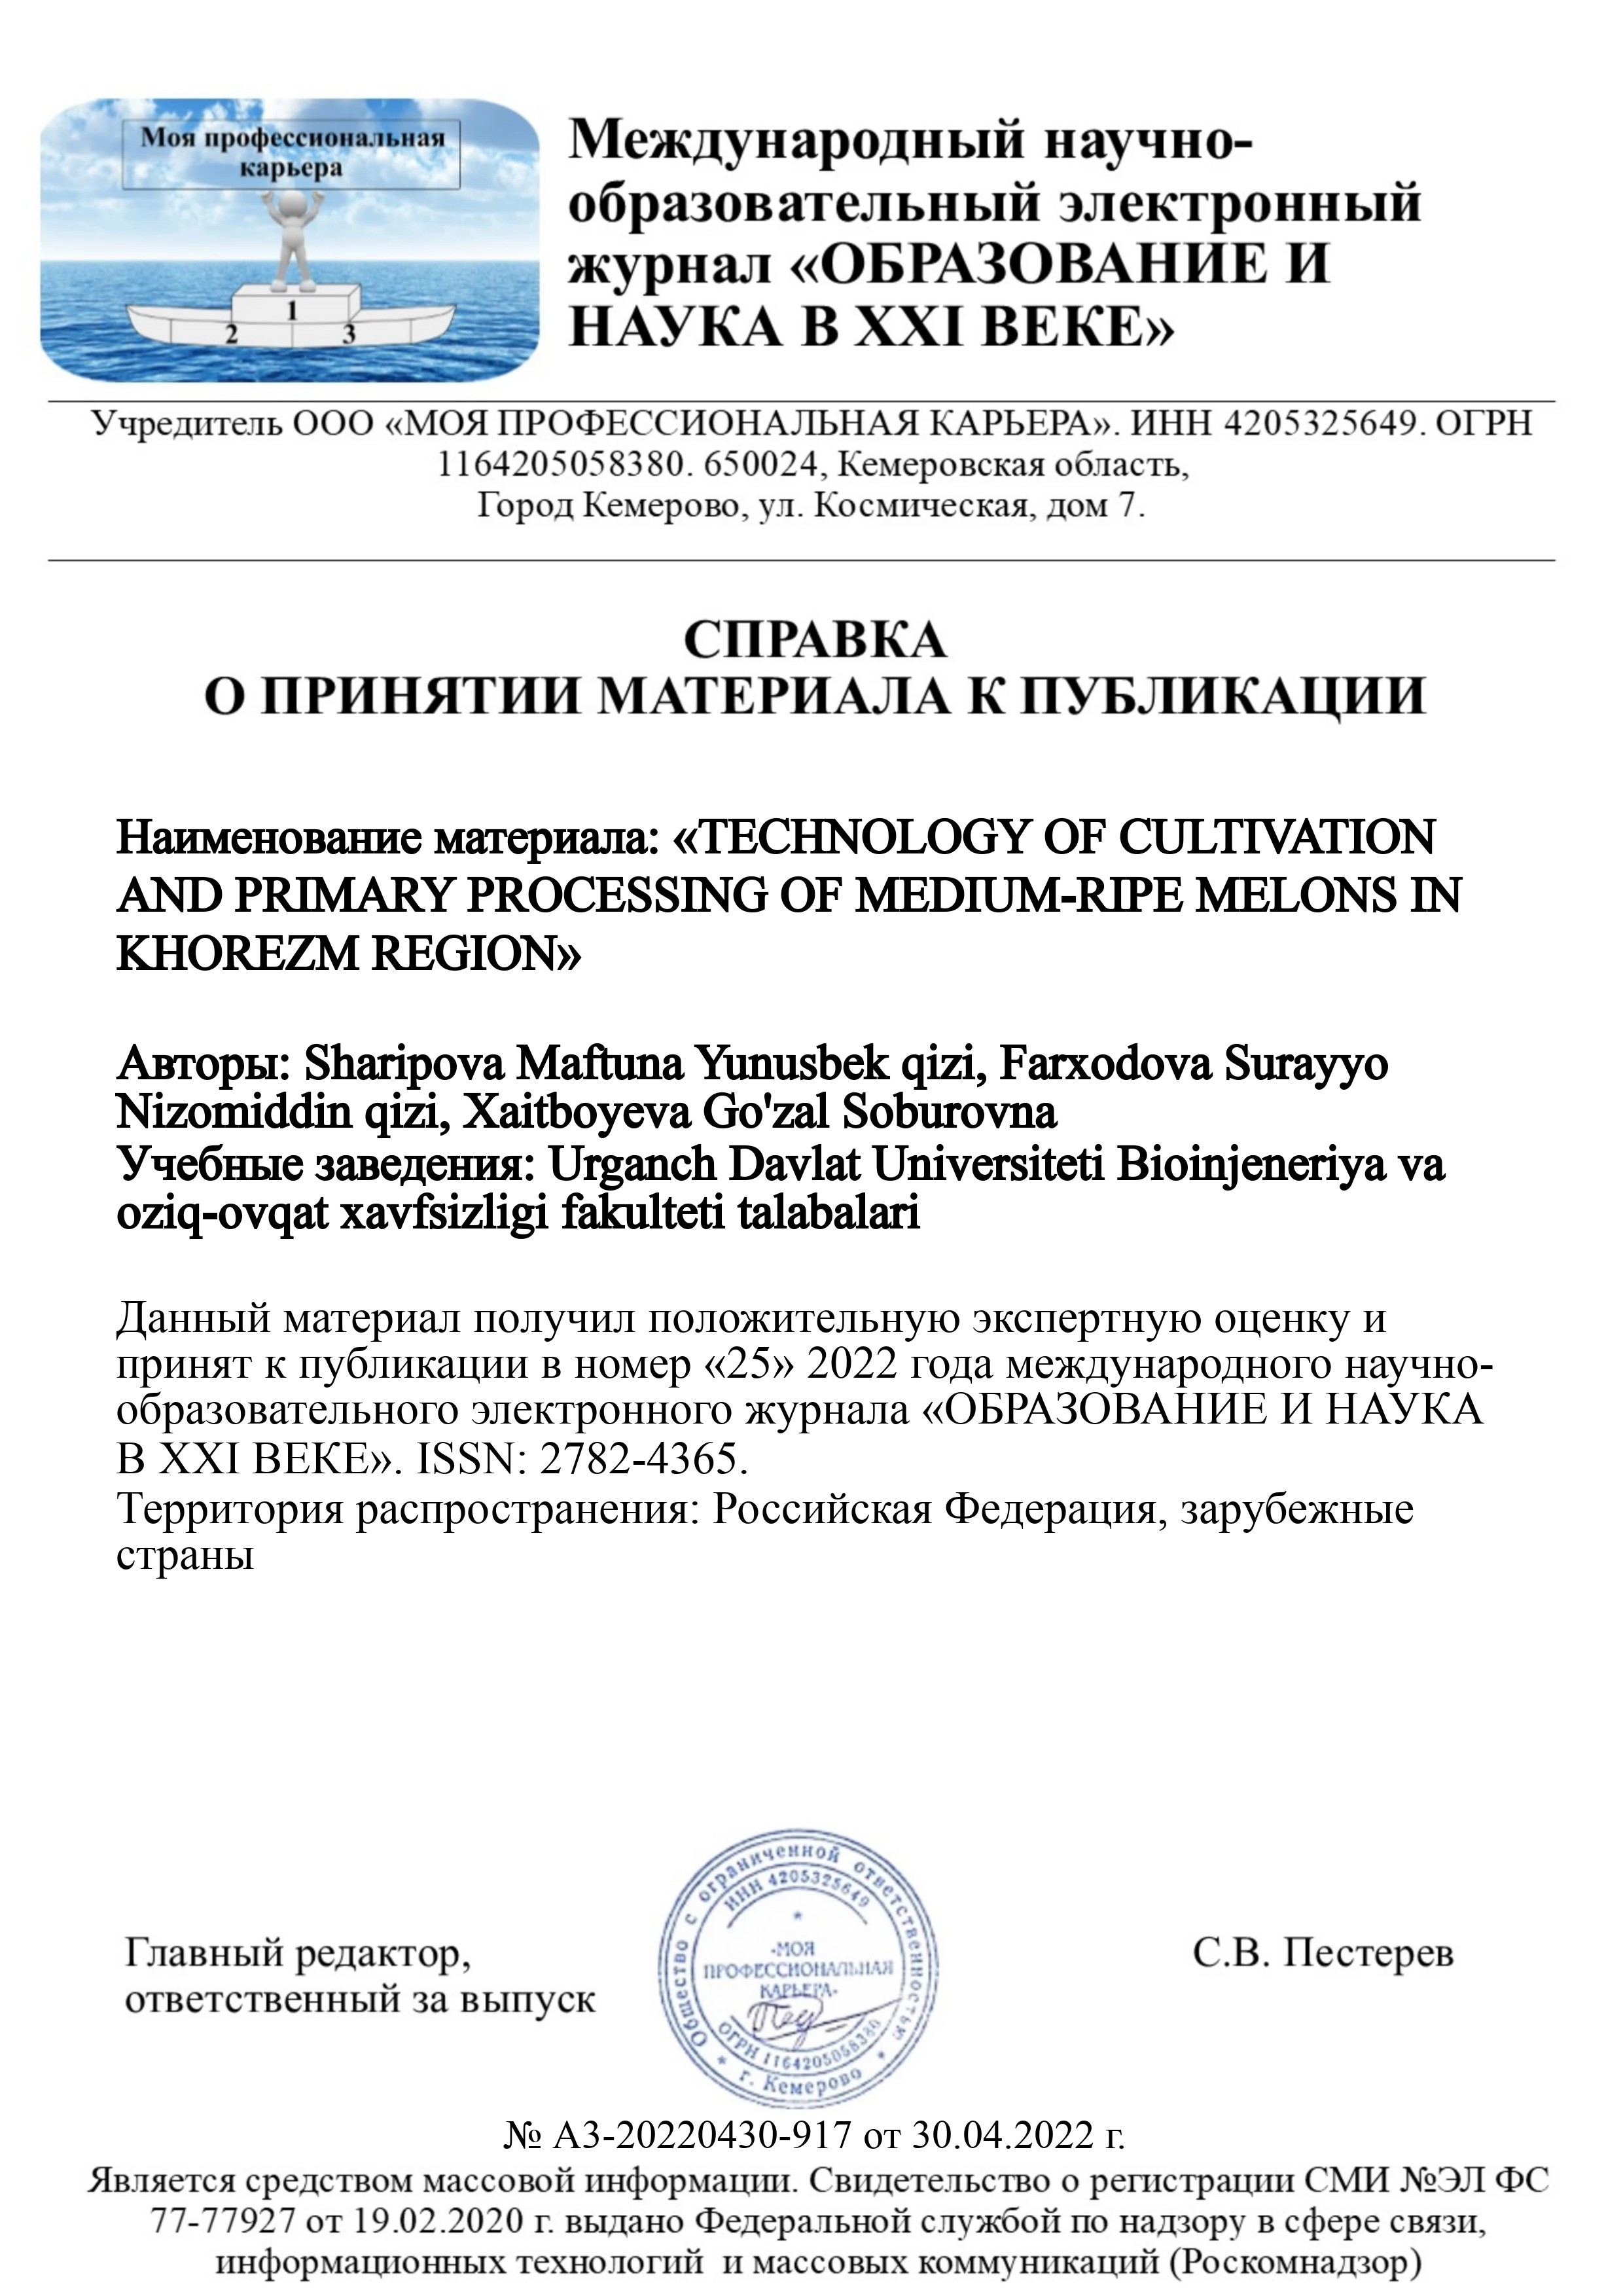 Моя профессиональная
карьера
1
2
3
Международный научно-
образовательный электронный
журнал «ОБРАЗОВАНИЕ И
НАУКА В XXI ВЕКЕ»
Учредитель ООО «МОЯ ПРОФЕССИОНАЛЬНАЯ КАРЬЕРА». ИНН 4205325649. ОГРН
1164205058380. 650024, Кемеровская область,
Город Кемерово, ул. Космическая, дом 7.
СПРАВКА
О ПРИНЯТИИ МАТЕРИАЛА К ПУБЛИКАЦИИ
Наименование материала: «TECHNOLOGY OF CULTIVATION
AND PRIMARY PROCESSING OF MEDIUM-RIPE MELONS IN
KHOREZM REGION»
Авторы: Sharipova Maftuna Yunusbek qizi, Farxodova Surayyo
Nizomiddin qizi, Xaitboyeva Go'zal Soburovna
Учебные заведения: Urganch Davlat Universiteti Bioinjeneriya va
oziq-ovqat xavfsizligi fakulteti talabalari
Данный материал получил положительную экспертную оценку и
принят к публикации в номер «25» 2022 года международного научно-
образовательного электронного журнала «ОБРАЗОВАНИЕ И НАУКА
В XXI ВЕКЕ». ISSN: 2782-4365.
Территория распространения: Российская Федерация, зарубежные
страны
Главный редактор,
ответственный за выпуск
Общество с ограниченной ответственностью
ИНН 4205325649
«МОЯ
ПРОФЕССИОНАЛЬНАЯ
КАРЬЕРА»
ОГРН 1164205058380
г. Кемерово
С.В. Пестерев
№ А3-20220430-917 от 30.04.2022 г.
Является средством массовой информации. Свидетельство о регистрации СМИ №ЭЛ ФС
77-77927 от 19.02.2020 г. выдано Федеральной службой по надзору в сфере связи,
информационных технологий и массовых коммуникаций (Роскомнадзор)